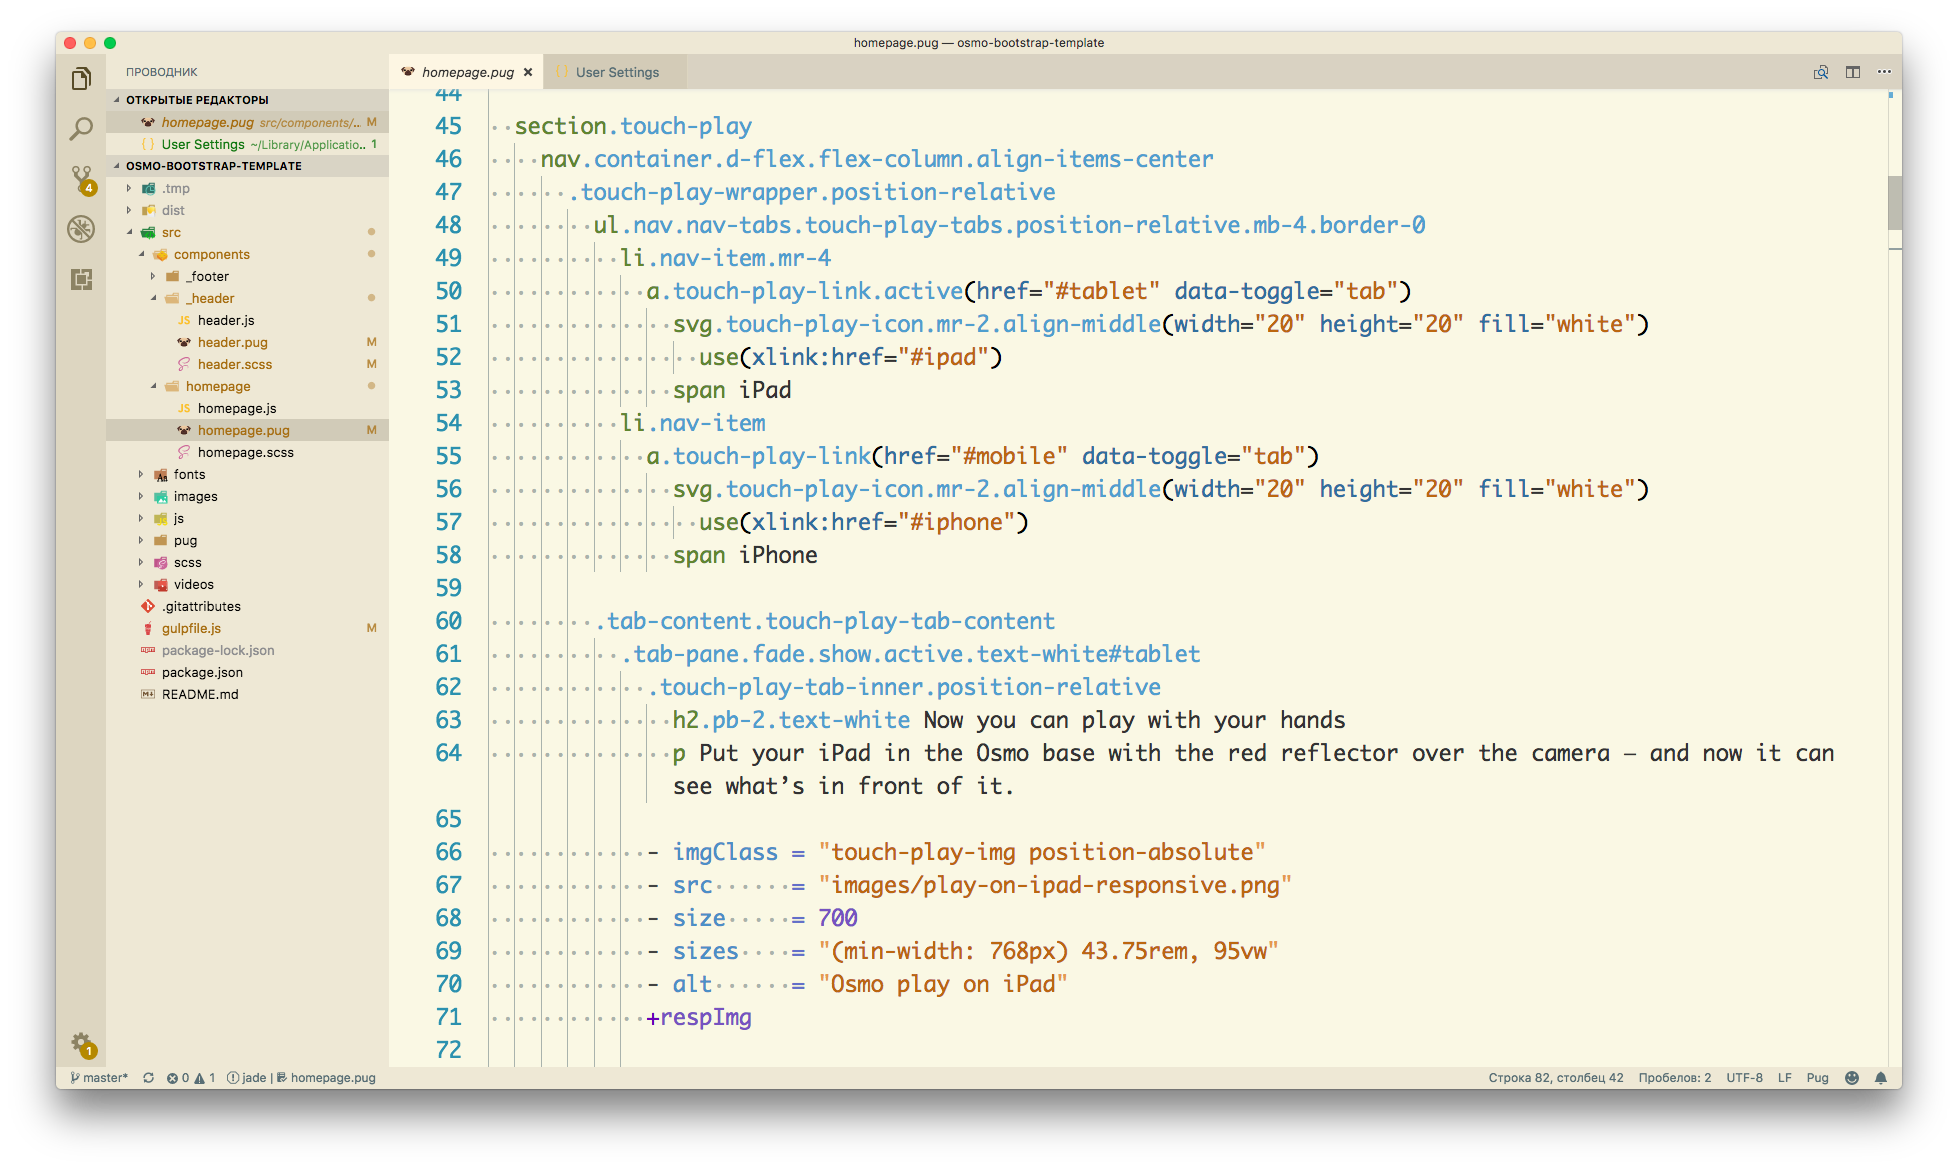 homepage.pug — osmo-bootstrap-template
ПРОВОДНИК
ОТКРЫТЫЕ РЕДАКТОРЫ
homepage.pug src/components/... M
User Settings ~/Library/Applicatio... 1
OSMO-BOOTSTRAP-TEMPLATE
.tmp
dist
src
components
_footer
_header
JS header.js
header.pug M
header.scss M
homepage
JS homepage.js
homepage.pug M
homepage.scss
fonts
images
js
pug
scss
videos
.gitattributes
gulpfile.js M
package-lock.json
package.json
README.md
4
1
homepage.pug ×
{ } User Settings
44
45 section.touch-play
46 nav.container.d-flex.flex-column.align-items-center
47 .touch-play-wrapper.position-relative
48 ul.nav.nav-tabs.touch-play-tabs.position-relative.mb-4.border-0
49 li.nav-item.mr-4
50 a.touch-play-link.active(href="#tablet" data-toggle="tab")
51 svg.touch-play-icon.mr-2.align-middle(width="20" height="20" fill="white")
52 use(xlink:href="#ipad")
53 span iPad
54 li.nav-item
55 a.touch-play-link(href="#mobile" data-toggle="tab")
56 svg.touch-play-icon.mr-2.align-middle(width="20" height="20" fill="white")
57 use(xlink:href="#iphone")
58 span iPhone
59
60 .tab-content.touch-play-tab-content
61 .tab-pane.fade.show.active.text-white#tablet
62 .touch-play-tab-inner.position-relative
63 h2.pb-2.text-white Now you can play with your hands
64 p Put your iPad in the Osmo base with the red reflector over the camera — and now it can
see what’s in front of it.
65
66 - imgClass = "touch-play-img position-absolute"
67 - src = "images/play-on-ipad-responsive.png"
68 - size = 700
69 - sizes = "(min-width: 768px) 43.75rem, 95vw"
70 - alt = "Osmo play on iPad"
71 +respImg
72
master* 0 1 jade | homepage.pug
Строка 82, столбец 42 Пробелов: 2 UTF-8 LF Pug